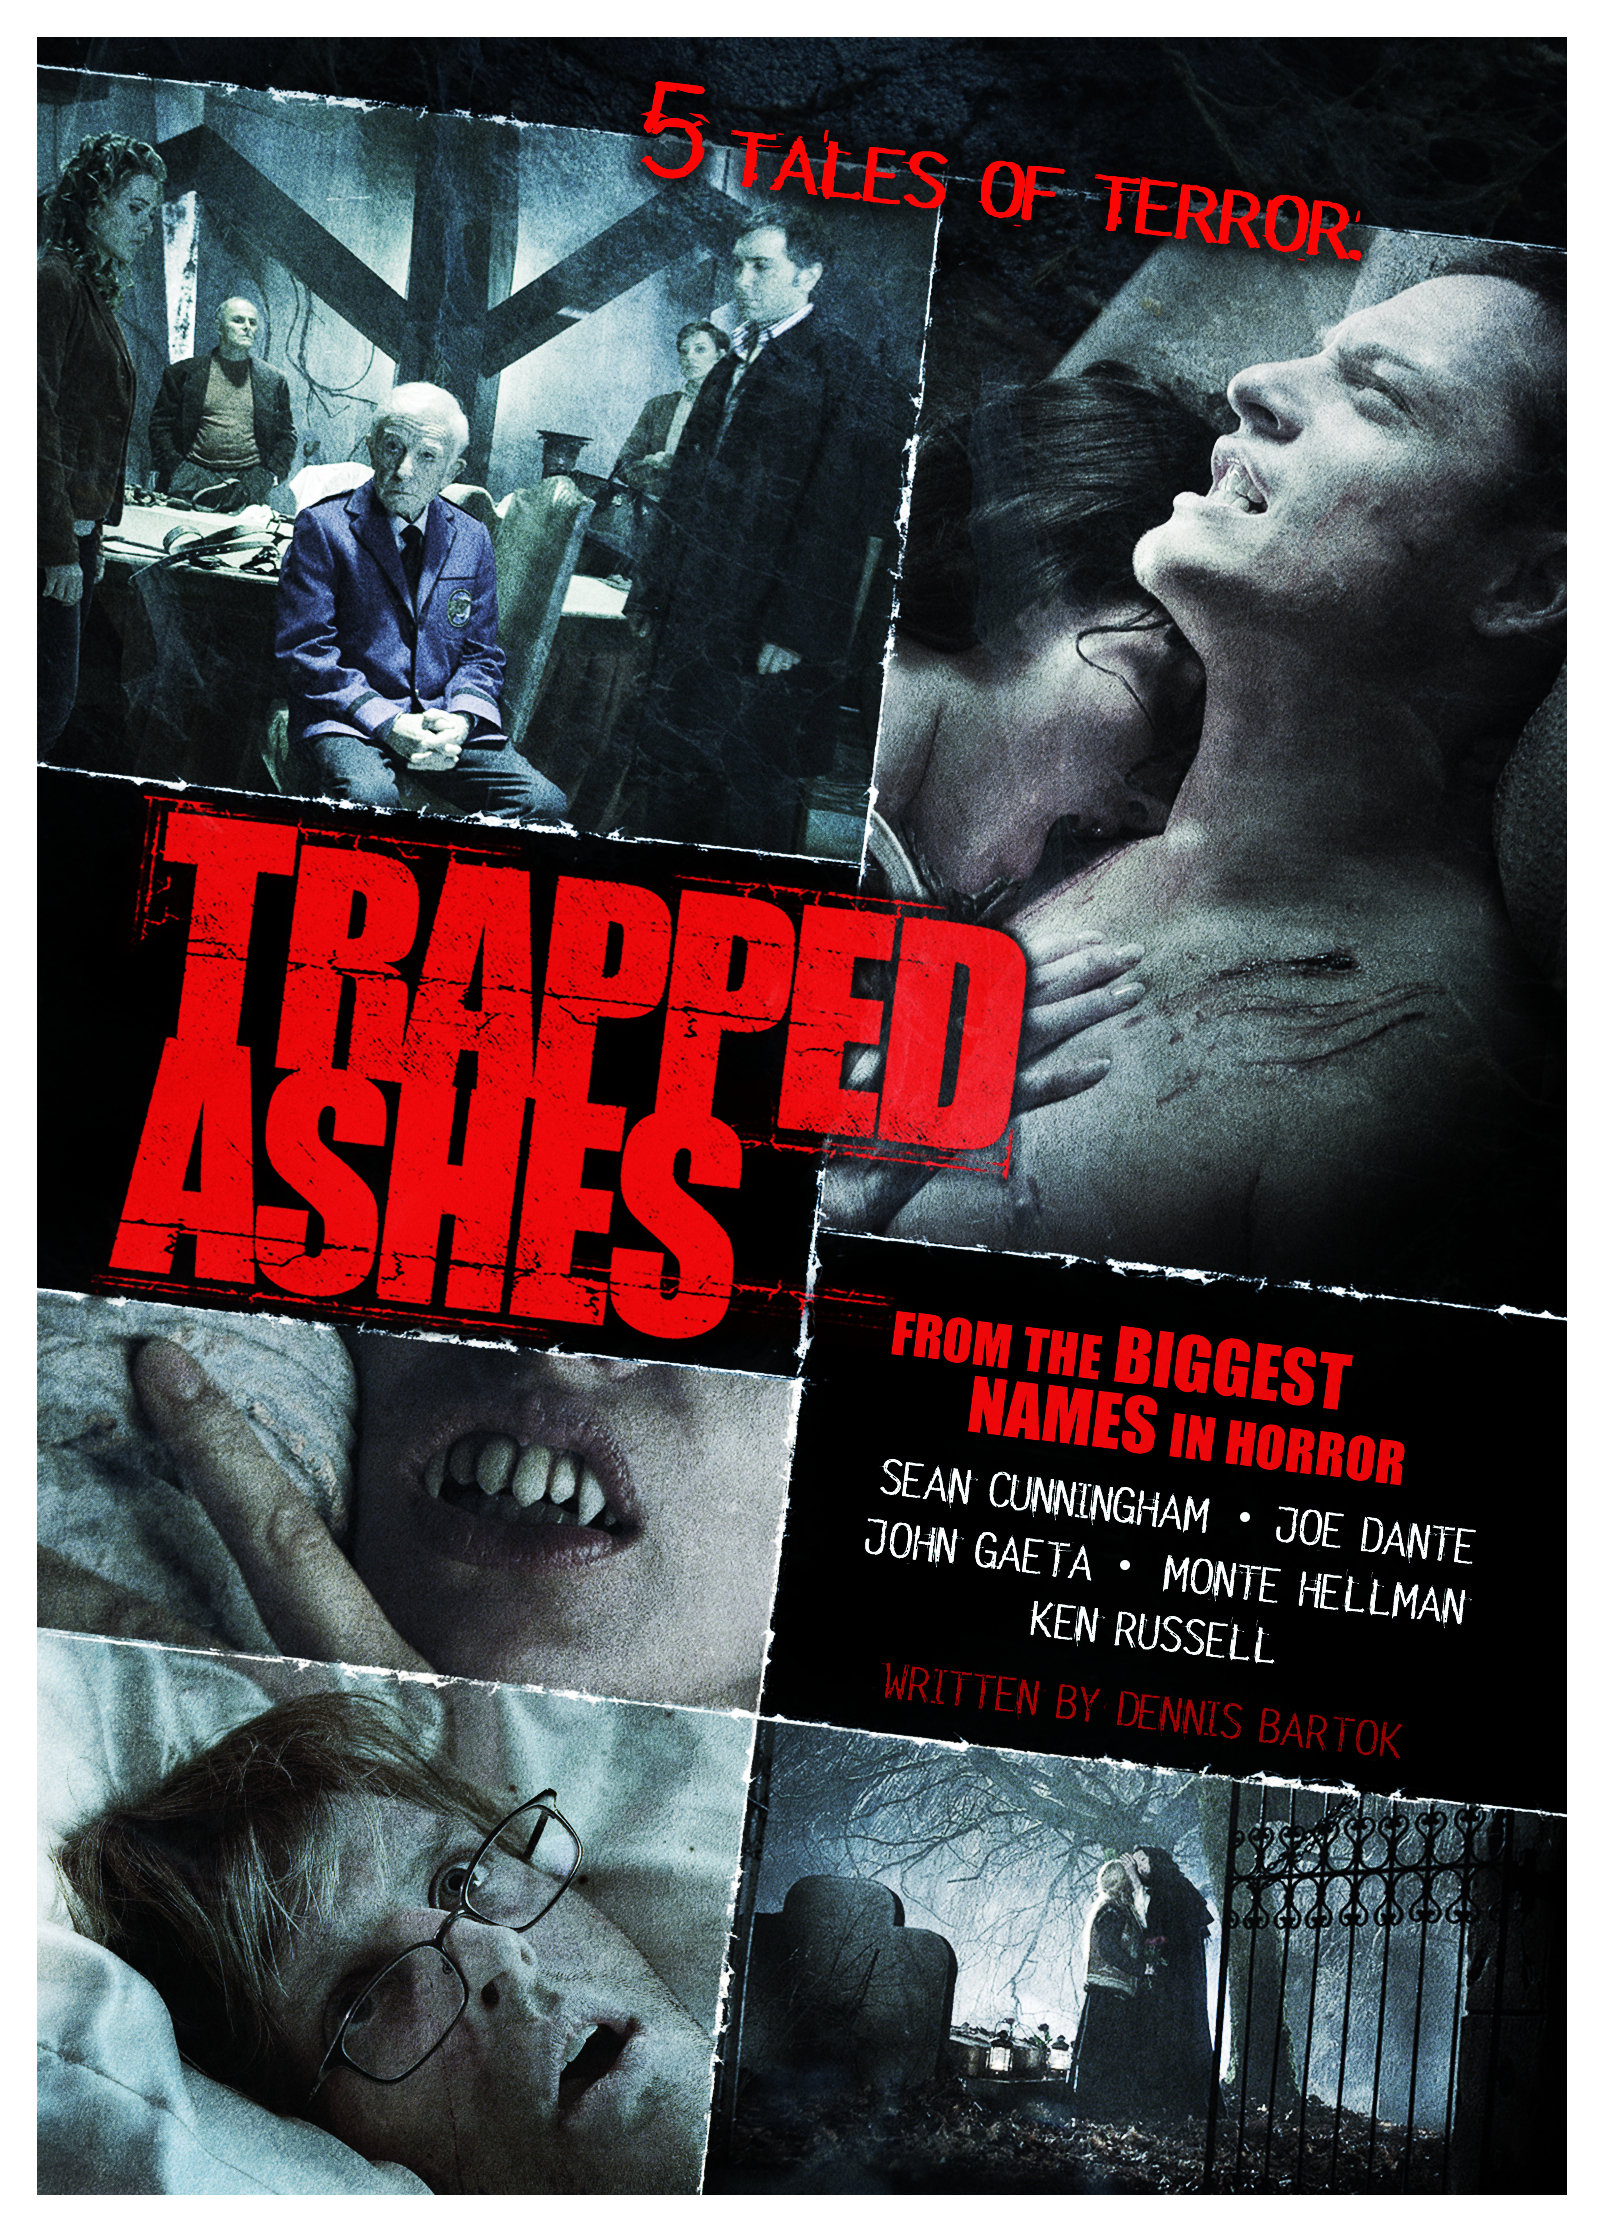 5 TALES OF TERROR.
TRAPPED
ASHES
FROM THE BIGGEST
NAMES IN HORROR
SEAN CUNNINGHAM • JOE DANTE
JOHN GAETA • MONTE HELLMAN
KEN RUSSELL
WRITTEN BY DENNIS BARTOK